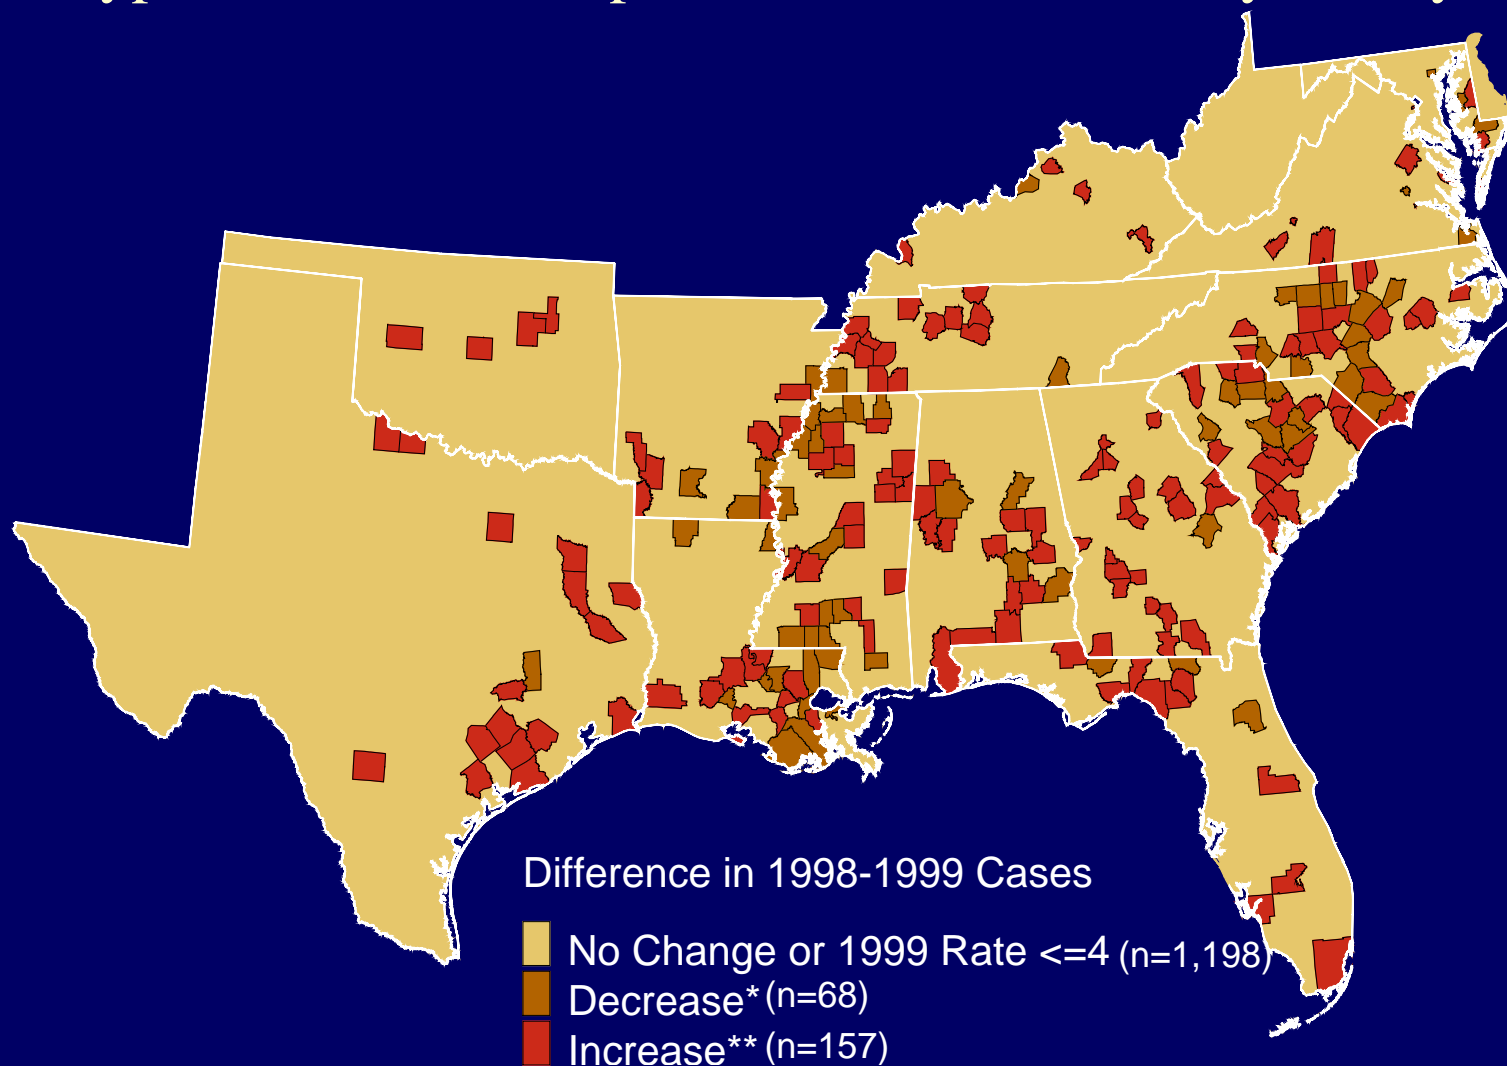 Difference in 1998-1999 Cases
No Change or 1999 Rate <=4 (n=1,198)
Decrease* (n=68)
Increase** (n=157)